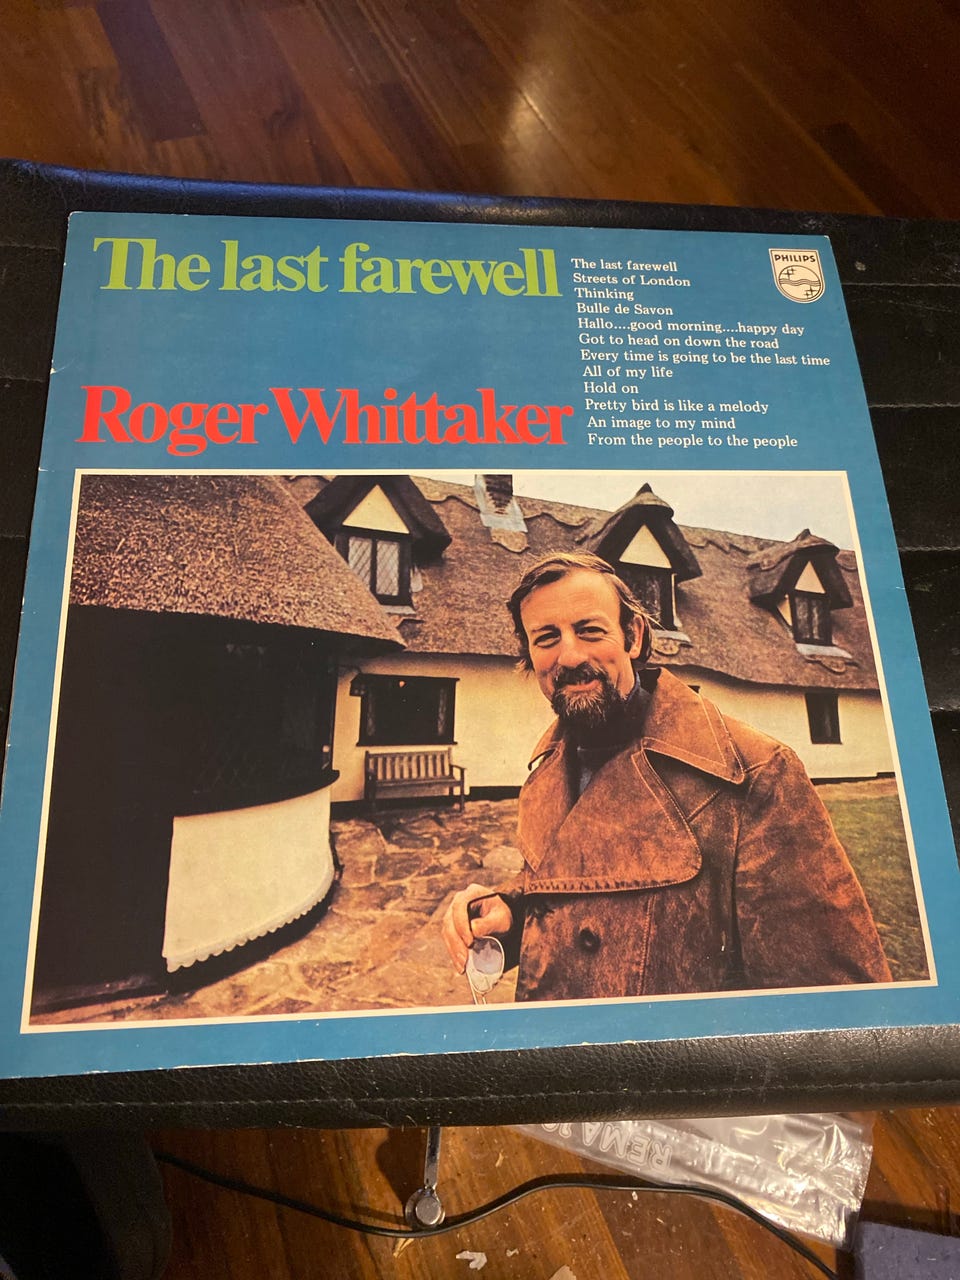 The last farewell
Roger Whittaker
The last farewell
Streets of London
Thinking
Bulle de Savon
Hallo....good morning....happy day
Got to head on down the road
Every time is going to be the last time
All of my life
Hold on
Pretty bird is like a melody
An image to my mind
From the people to the people
PHILIPS
REMA